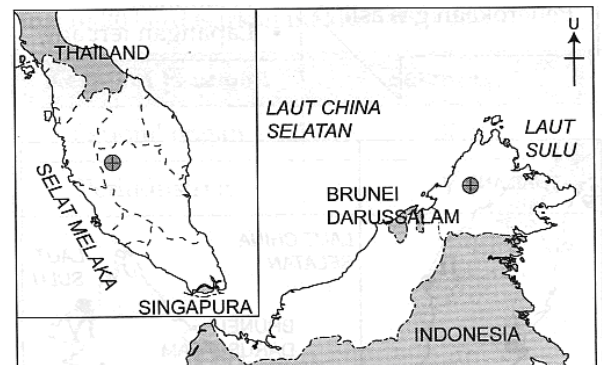 THAILAND
SELAT MELAKA
SINGAPURA
LAUT CHINA
SELATAN
LAUT
SULU
U
BRUNEI
DARUSSALAM
INDONESIA